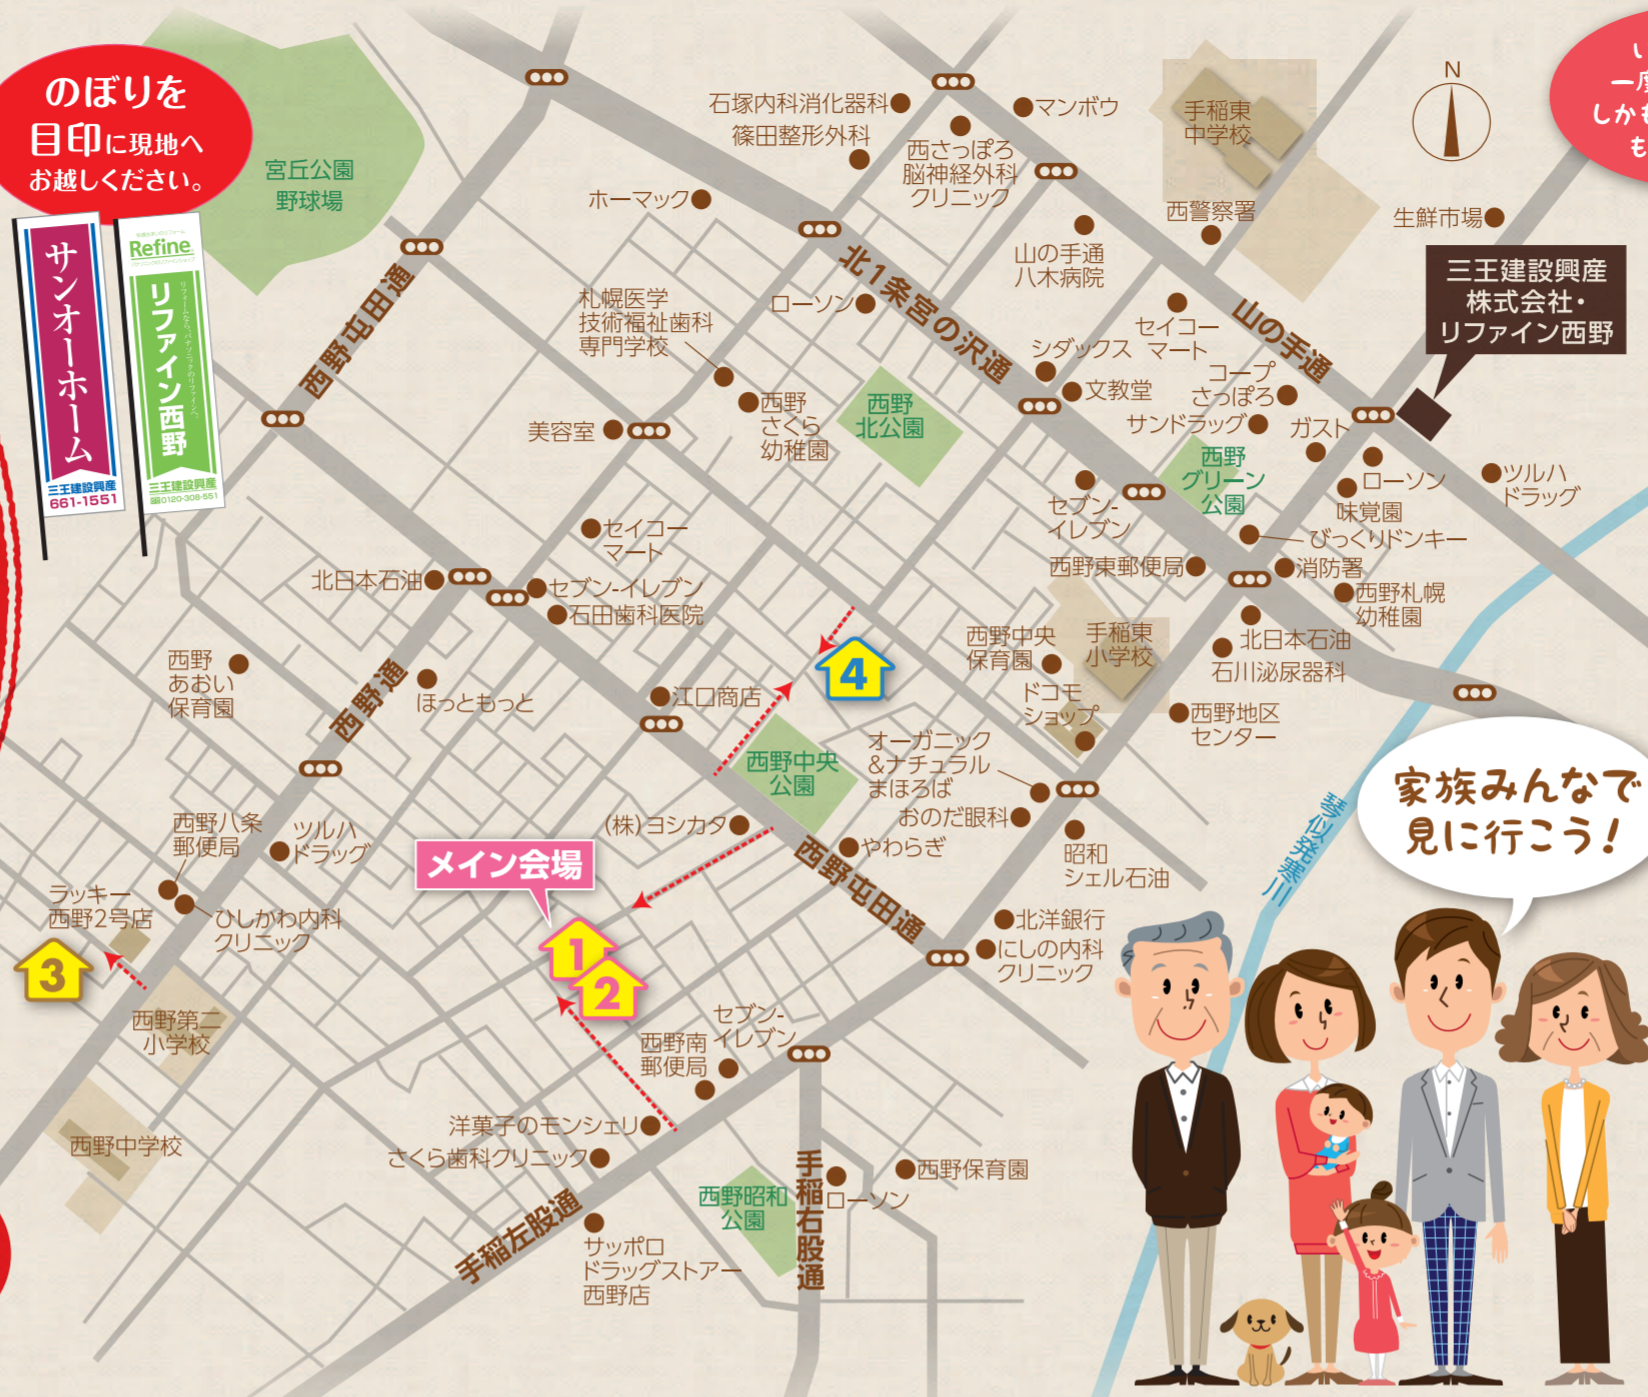 のぼりを
目印に現地へ
お越しください。
サンオーホーム
三王建設興産
661-1551
Refine
リファイン西野
三王建設興産
0120-308-551
宮丘公園
野球場
石塚内科消化器科
篠田整形外科
マンボウ
西さっぽろ
脳神経外科
クリニック
手稲東
中学校
N
ホーマック
西警察署
生鮮市場
山の手通
八木病院
三王建設興産
株式会社・
リファイン西野
西野屯田通
札幌医学
技術福祉歯科
専門学校
ローソン
北1条宮の沢通
セイコー
マート
山の手通
シダックス
文教堂
コープ
さっぽろ
サンドラッグ
ガスト
美容室
西野
さくら
幼稚園
西野
北公園
西野
グリーン
公園
ローソン
味覚園
ツルハ
ドラッグ
セブン-
イレブン
びっくりドンキー
セイコー
マート
西野東郵便局
消防署
西野札幌
幼稚園
北日本石油
セブン-イレブン
石田歯科医院
北日本石油
石川泌尿器科
西野中央
保育園
手稲東
小学校
西野
あおい
保育園
西野通
ほっともっと
江口商店
4
ドコモ
ショップ
西野地区
センター
西野中央
公園
オーガニック
&ナチュラル
まほろば
おのだ眼科
琴似発寒川
家族みんなで
見に行こう!
西野八条
郵便局
ツルハ
ドラッグ
(株)ヨシカタ
やわらぎ
昭和
シェル石油
メイン会場
西野屯田通
ラッキー
西野2号店
ひしかわ内科
クリニック
北洋銀行
にしの内科
クリニック
3
1
2
西野第二
小学校
セブン-
イレブン
西野南
郵便局
西野中学校
洋菓子のモンシェリ
さくら歯科クリニック
西野昭和
公園
手稲右股通
ローソン
西野保育園
手稲左股通
サッポロ
ドラッグストアー
西野店